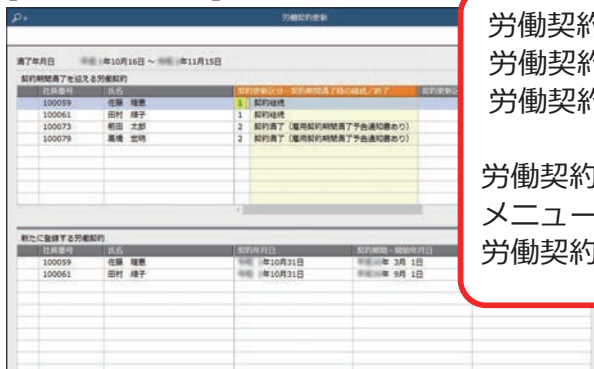 労働契約更新
満了年月日 年10月16日 ~ 年11月15日
契約期間満了を迎える労働契約
社員番号 氏名 契約更新区分-契約期間満了時の継続/終了 契約更新区
100059 佐藤 瑠恵 1 契約継続
100061 田村 順子 1 契約継続
100073 前田 太郎 2 契約満了(雇用契約期間満了予告通知書あり)
100079 高橋 宏明 2 契約満了(雇用契約期間満了予告通知書あり)
新たに登録する労働契約
社員番号 氏名 契約年月日 契約期間-開始年月日
100059 佐藤 瑠恵 年10月31日 年 3月 1日
100061 田村 順子 年10月31日 年 9月 1日
労働契約
労働契約
労働契約
労働契約
メニュー
労働契約